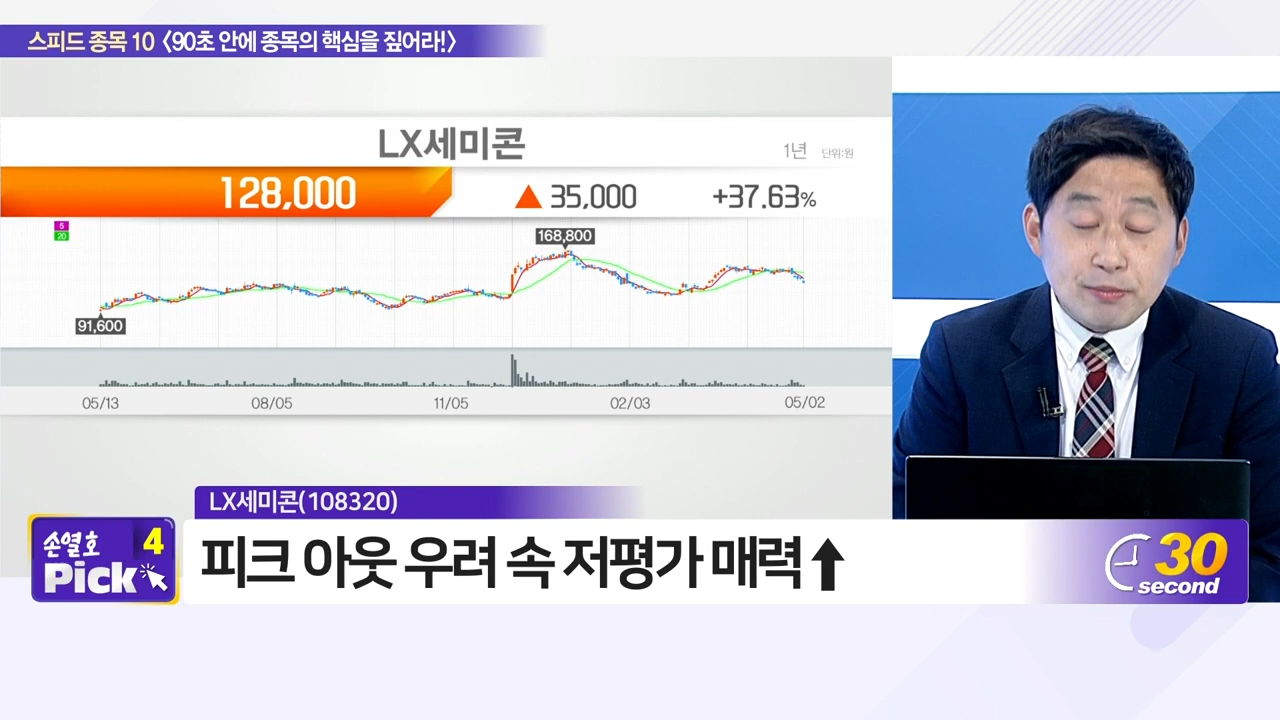 스피드 종목 10 〈90초 안에 종목의 핵심을 짚어라!〉
LX세미콘
1년 단위:원
128,000 ▲ 35,000 +37.63%
5
20
168,800
91,600
05/13 08/05 11/05 02/03 05/02
LX세미콘(108320)
손열호 4
Pick
피크 아웃 우려 속 저평가 매력↑
30
second